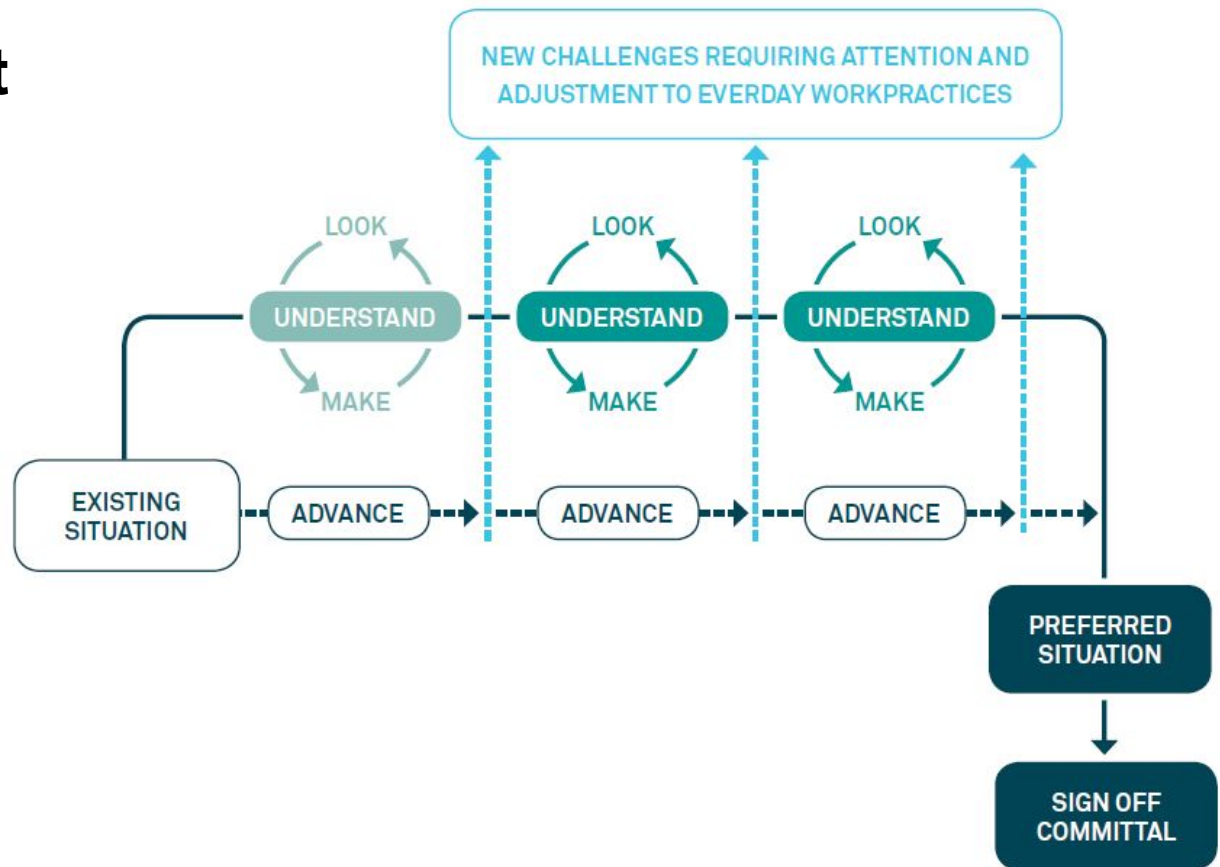 t
NEW CHALLENGES REQUIRING ATTENTION AND
ADJUSTMENT TO EVERDAY WORKPRACTICES
LOOK
LOOK
LOOK
UNDERSTAND
UNDERSTAND
UNDERSTAND
MAKE
MAKE
MAKE
EXISTING
SITUATION
ADVANCE
ADVANCE
ADVANCE
PREFERRED
SITUATION
SIGN OFF
COMMITTAL